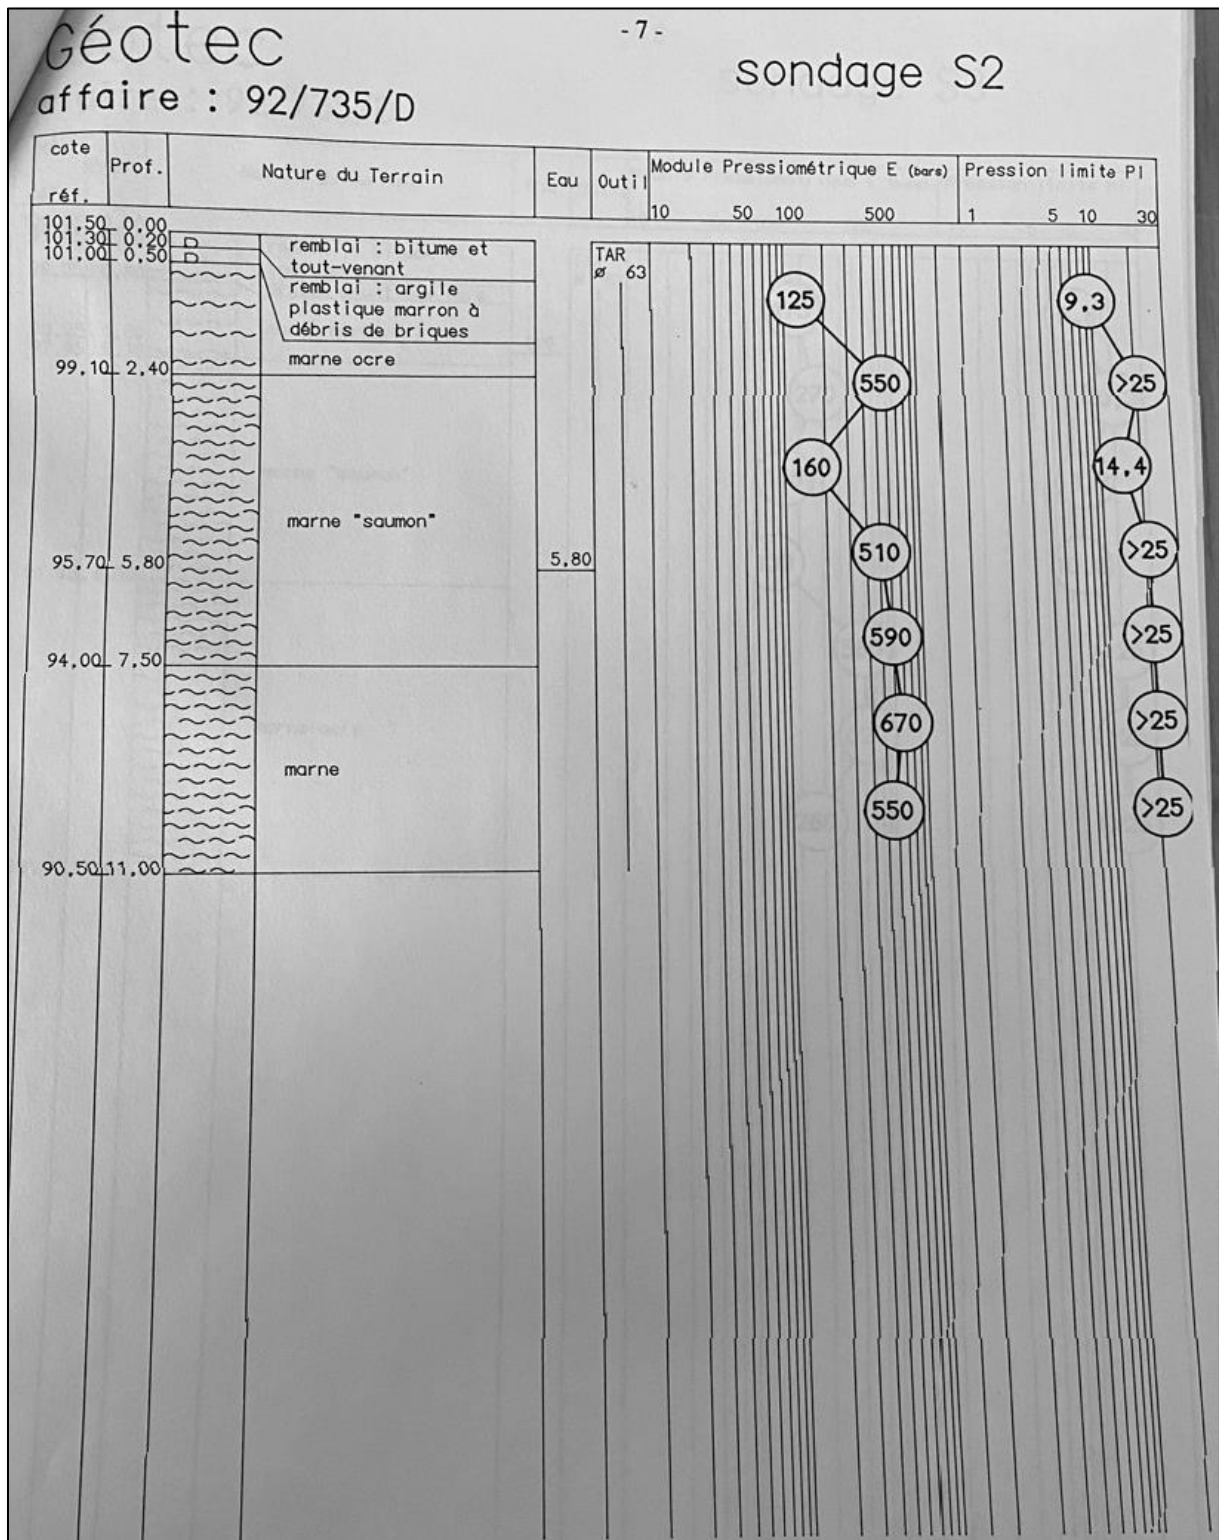 Géotec
- 7 -
sondage S2
affaire : 92/735/D
cote
réf.
Prof.
Nature du Terrain
Eau
Outil
Module Pressiométrique E (bars)
Pression limite Pl
10 50 100 500
1 5 10 30
101.50 0.00
101.30 0.20
101.00 0.50
D
D
remblai : bitume et
tout-venant
remblai : argile
plastique marron à
débris de briques
marne ocre
TAR
ø 63
125 9.3
99.10 2.40
550 >25
160 14.4
marne "saumon"
95.70 5.80
5.80
510 >25
590 >25
94.00 7.50
670 >25
marne
550 >25
90.50 11.00